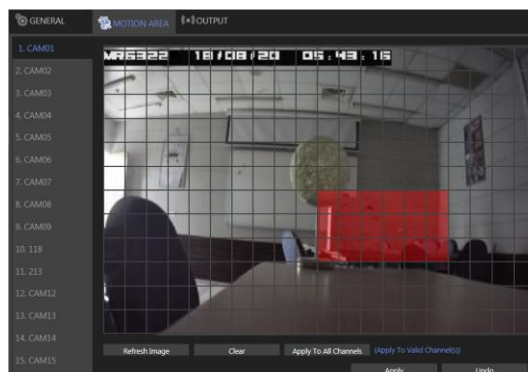 GENERAL
MOTION AREA
OUTPUT
1. CAM01
2. CAM02
3. CAM03
4. CAM04
5. CAM05
6. CAM06
7. CAM07
8. CAM08
9. CAM09
10. 118
11. 213
12. CAM12
13. CAM13
14. CAM14
15. CAM15
MR6322 18/08/20 05:43:16
Refresh Image
Clear
Apply To All Channels
(Apply To Valid Channel(s))
Apply
Undo